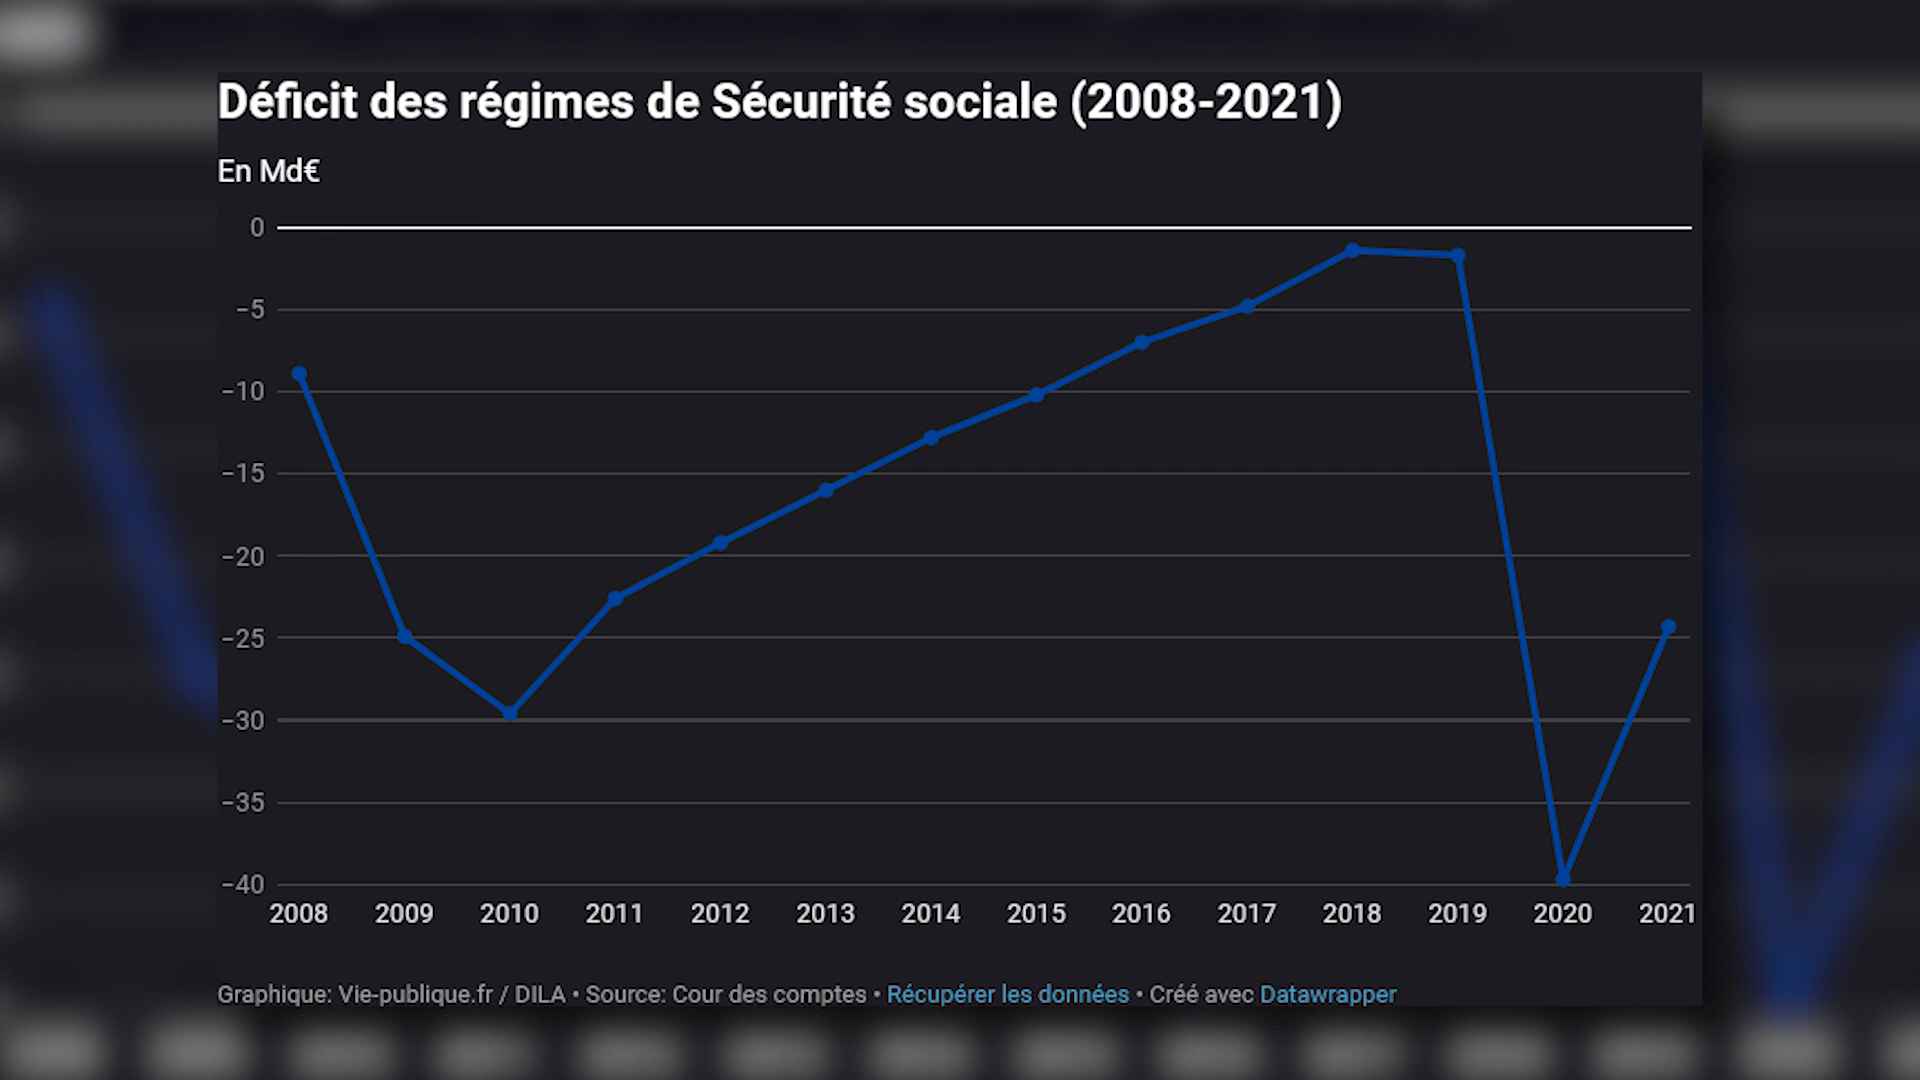 Déficit des régimes de Sécurité sociale (2008-2021)
En Md€
0
−5
−10
−15
−20
−25
−30
−35
−40
2008 2009 2010 2011 2012 2013 2014 2015 2016 2017 2018 2019 2020 2021
Graphique: Vie-publique.fr / DILA • Source: Cour des comptes • Récupérer les données • Créé avec Datawrapper